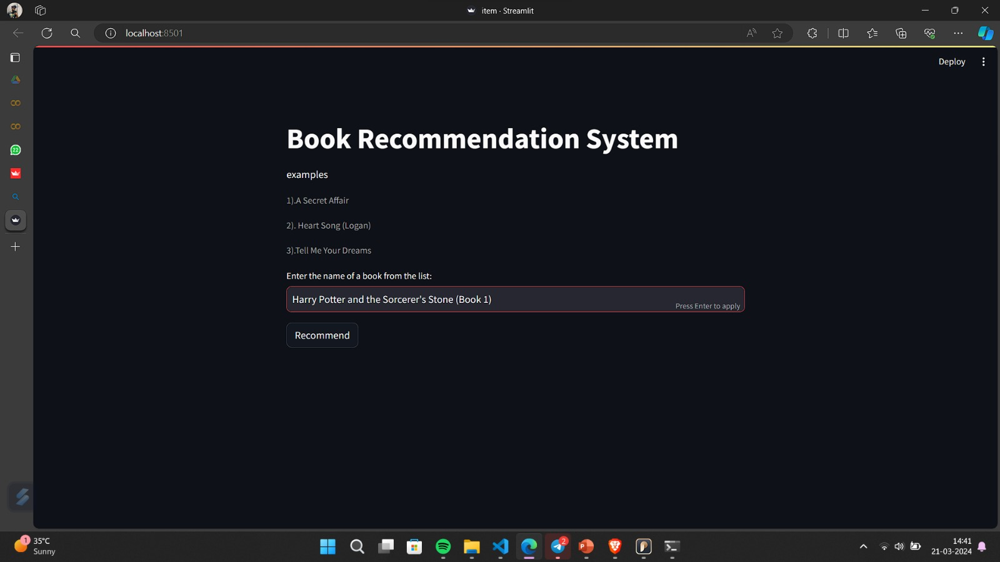 item · Streamlit
localhost:8501
Deploy
Book Recommendation System
examples
1).A Secret Affair
2). Heart Song (Logan)
3).Tell Me Your Dreams
Enter the name of a book from the list:
Harry Potter and the Sorcerer's Stone (Book 1)
Press Enter to apply
Recommend
22
1
35°C
Sunny
2
14:41
21-03-2024